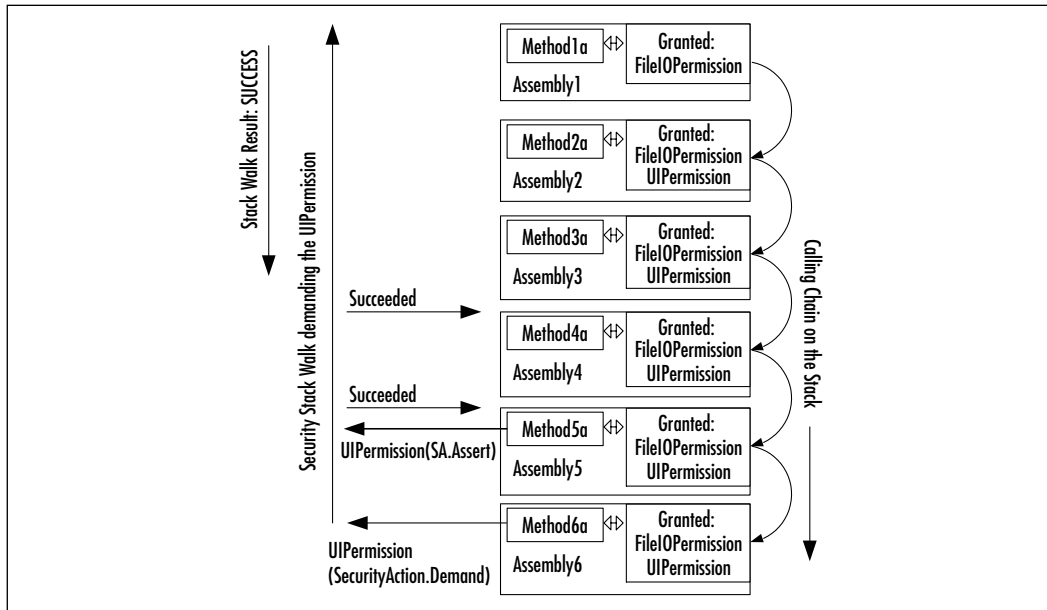 Stack Walk Result: SUCCESS
Security Stack Walk demanding the UIPermission
Method1a
Assembly1
Granted:
FileIOPermission
Method2a
Assembly2
Granted:
FileIOPermission
UIPermission
Method3a
Assembly3
Granted:
FileIOPermission
UIPermission
Succeeded
Method4a
Assembly4
Granted:
FileIOPermission
UIPermission
Succeeded
UIPermission(SA.Assert)
Method5a
Assembly5
Granted:
FileIOPermission
UIPermission
UIPermission
(SecurityAction.Demand)
Method6a
Assembly6
Granted:
FileIOPermission
UIPermission
Calling Chain on the Stack